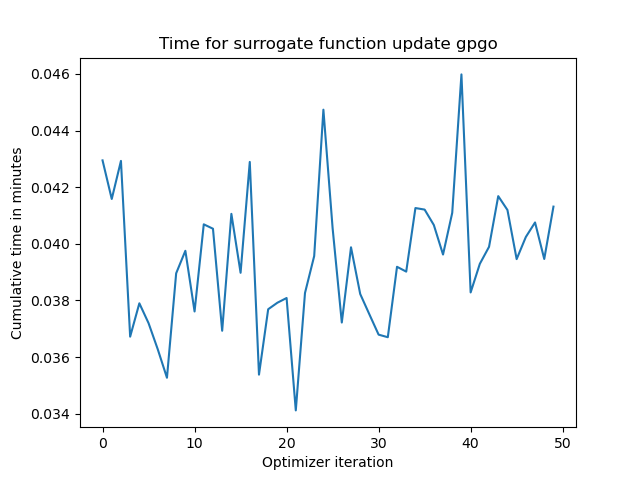 Time for surrogate function update gpgo
Cumulative time in minutes
0.046
0.044
0.042
0.040
0.038
0.036
0.034
0 10 20 30 40 50
Optimizer iteration